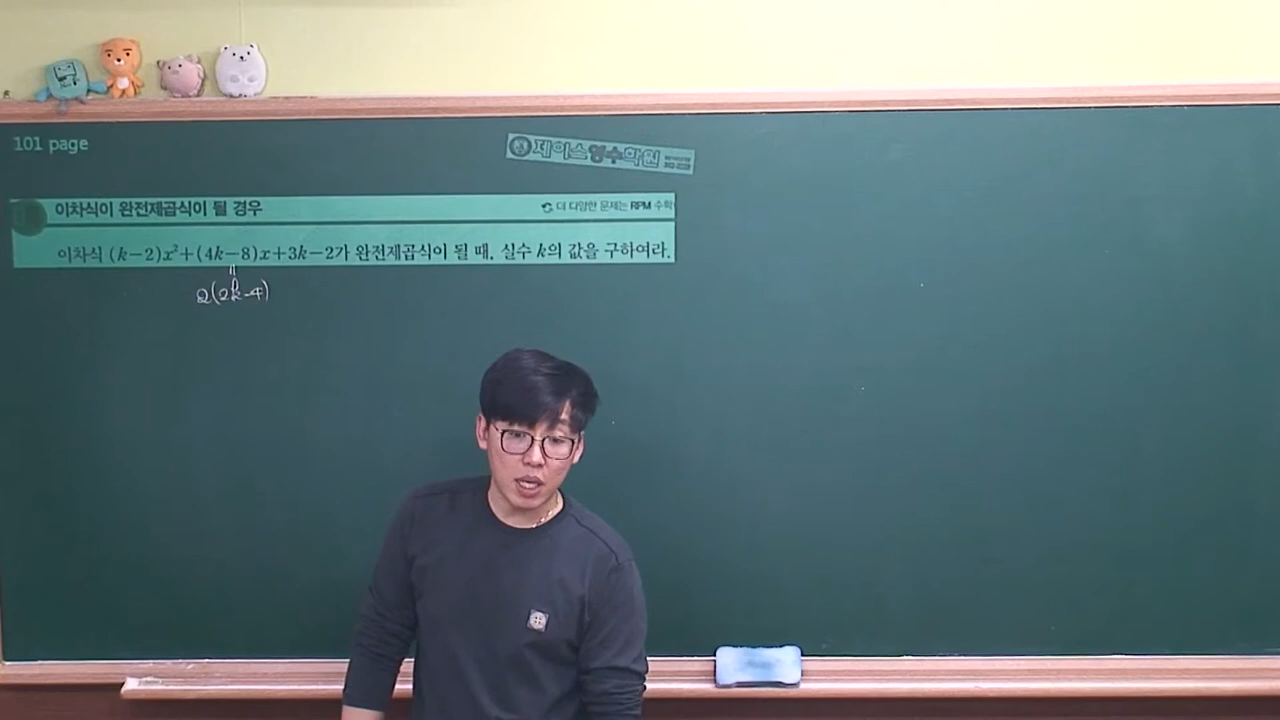 101 page
제이스영수학원
이차식이 완전제곱식이 될 경우
더 다양한 문제는 RPM 수학
이차식 (k−2)x²+(4k−8)x+3k−2가 완전제곱식이 될 때, 실수 k의 값을 구하여라.
2(2k-4)